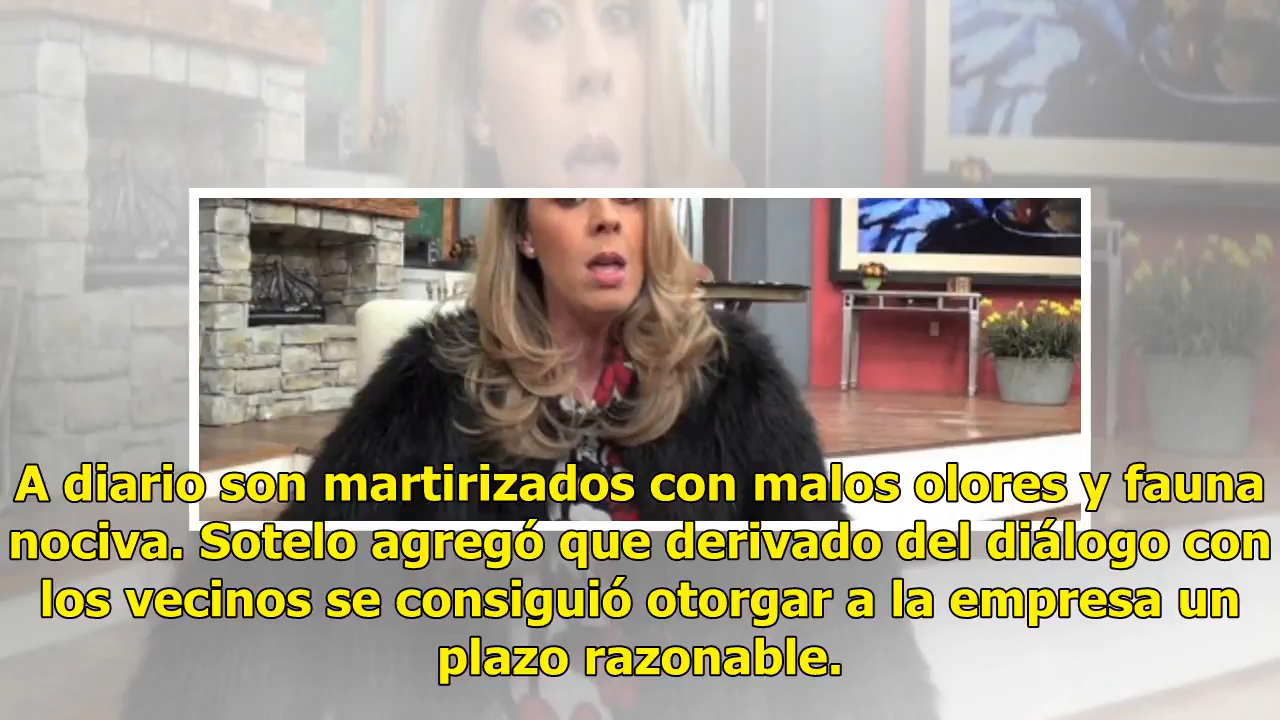 A diario son martirizados con malos olores y fauna
nociva. Sotelo agregó que derivado del diálogo con
los vecinos se consiguió otorgar a la empresa un
plazo razonable.